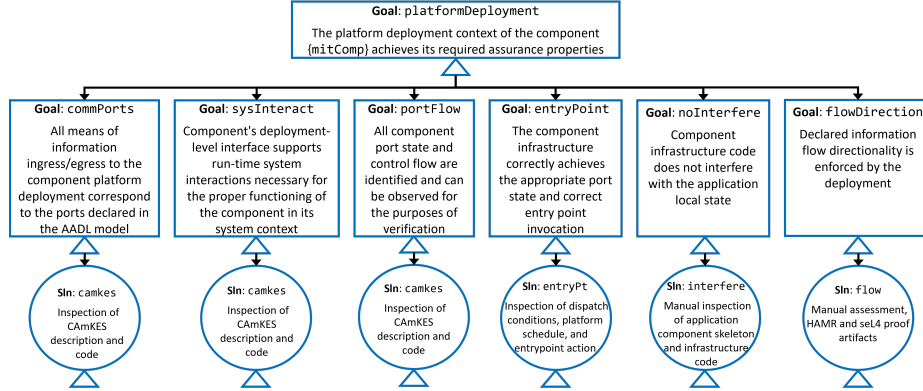 Goal: platformDeployment
The platform deployment context of the component
{mitComp} achieves its required assurance properties
Goal: commPorts
All means of
information
ingress/egress to the
component platform
deployment correspond
to the ports declared in
the AADL model
Goal: sysInteract
Component's deployment-
level interface supports
run-time system
interactions necessary for
the proper functioning of
the component in its
system context
Goal: portFlow
All component
port state and
control flow are
identified and can
be observed for
the purposes of
verification
Goal: entryPoint
The component
infrastructure
correctly achieves
the appropriate port
state and correct
entry point
invocation
Goal: noInterfere
Component
infrastructure code
does not interfere
with the application
local state
Goal: flowDirection
Declared information
flow directionality is
enforced by the
deployment
Sln: camkes
Inspection of
CAmKES
description and
code
Sln: camkes
Inspection of
CAmKES
description and
code
Sln: camkes
Inspection of
CAmKES
description and
code
Sln: entryPt
Inspection of dispatch
conditions, platform
schedule, and
entrypoint action
Sln: interfere
Manual inspection
of application
component skeleton
and infrastructure
code
Sln: flow
Manual assessment,
HAMR and seL4 proof
artifacts